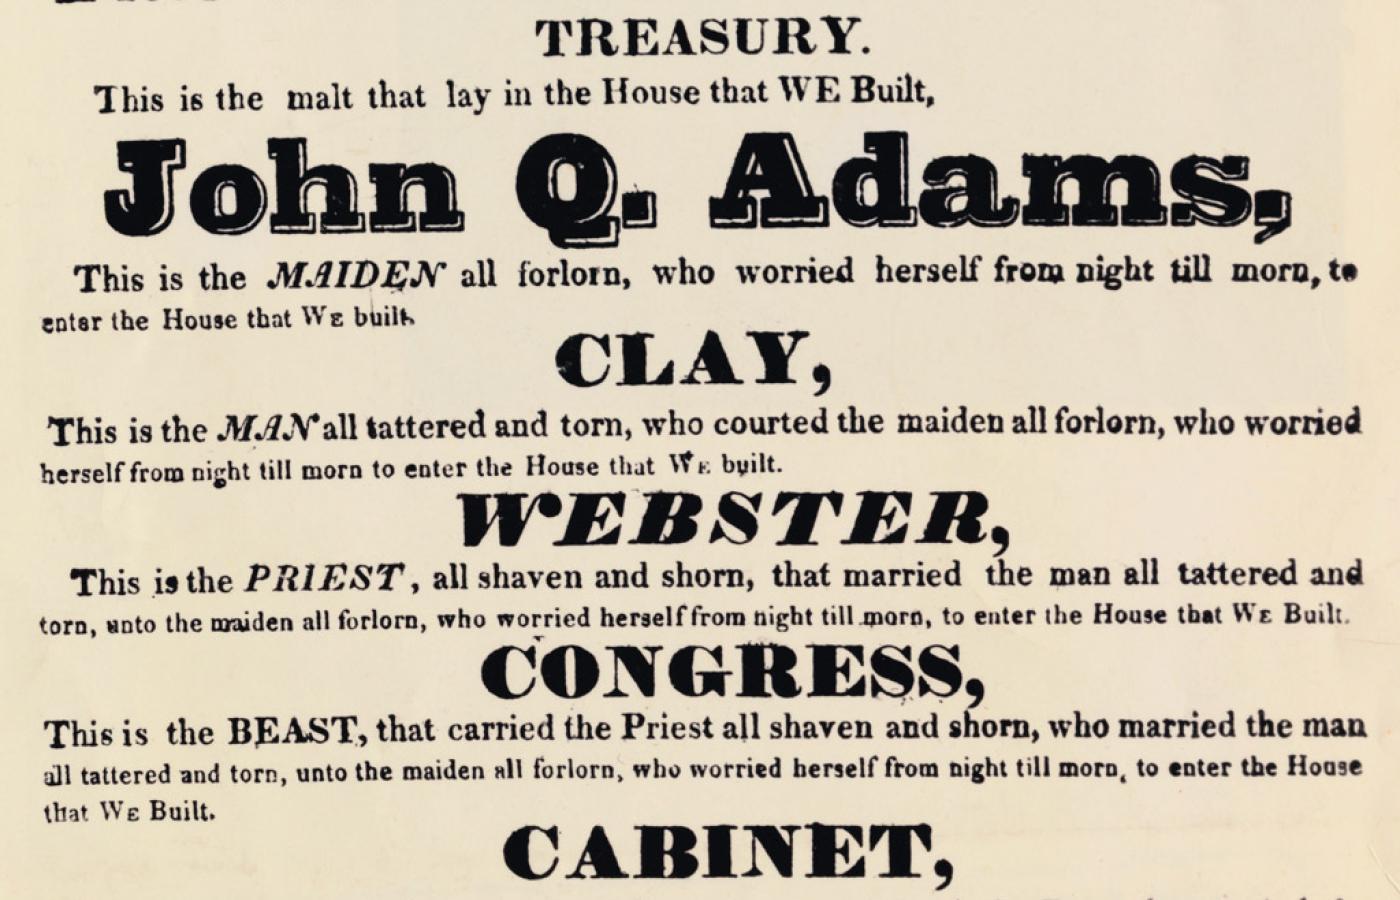 TREASURY.
This is the malt that lay in the House that WE Built,
John Q. Adams,
This is the MAIDEN all forlorn, who worried herself from night till morn, to
enter the House that WE built.
CLAY,
This is the MAN all tattered and torn, who courted the maiden all forlorn, who worried
herself from night till morn to enter the House that WE built.
WEBSTER,
This is the PRIEST, all shaven and shorn, that married the man all tattered and
torn, unto the maiden all forlorn, who worried herself from night till morn, to enter the House that WE Built.
CONGRESS,
This is the BEAST, that carried the Priest all shaven and shorn, who married the man
all tattered and torn, unto the maiden all forlorn, who worried herself from night till morn, to enter the House
that WE Built.
CABINET,